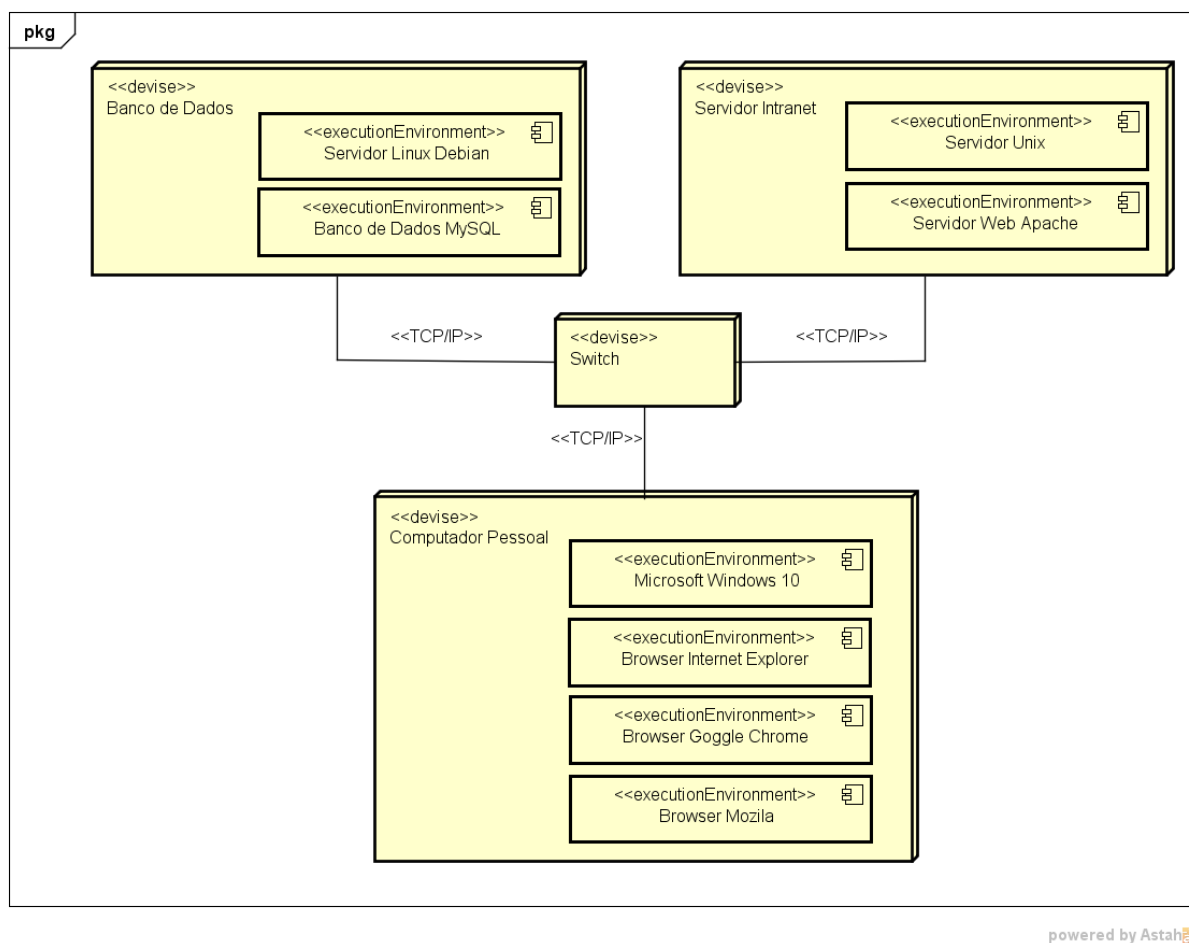 pkg
<<devise>>
Banco de Dados
<<executionEnvironment>>
Servidor Linux Debian
<<executionEnvironment>>
Banco de Dados MySQL
<<devise>>
Servidor Intranet
<<executionEnvironment>>
Servidor Unix
<<executionEnvironment>>
Servidor Web Apache
<<TCP/IP>>
<<devise>>
Switch
<<TCP/IP>>
<<TCP/IP>>
<<devise>>
Computador Pessoal
<<executionEnvironment>>
Microsoft Windows 10
<<executionEnvironment>>
Browser Internet Explorer
<<executionEnvironment>>
Browser Goggle Chrome
<<executionEnvironment>>
Browser Mozila
powered by Astah